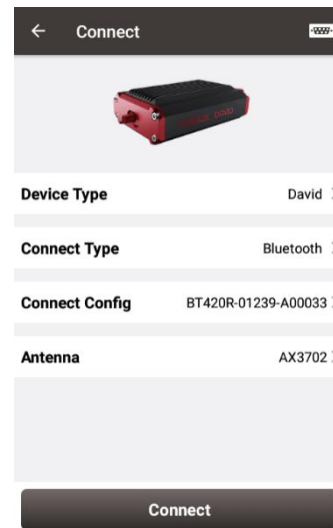 Connect
Device Type David
Connect Type Bluetooth
Connect Config BT420R-01239-A00033
Antenna AX3702
Connect